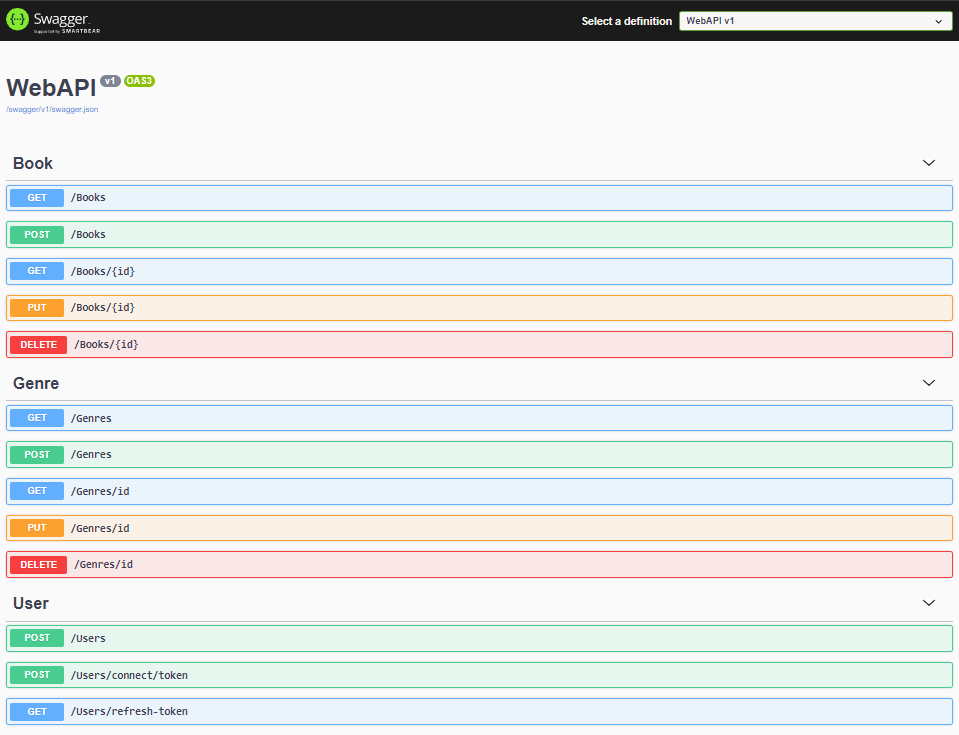 Swagger
Supported by SMARTBEAR
Select a definition
WebAPI v1
WebAPI v1 OAS3
/swagger/v1/swagger.json
Book
GET /Books
POST /Books
GET /Books/{id}
PUT /Books/{id}
DELETE /Books/{id}
Genre
GET /Genres
POST /Genres
GET /Genres/id
PUT /Genres/id
DELETE /Genres/id
User
POST /Users
POST /Users/connect/token
GET /Users/refresh-token